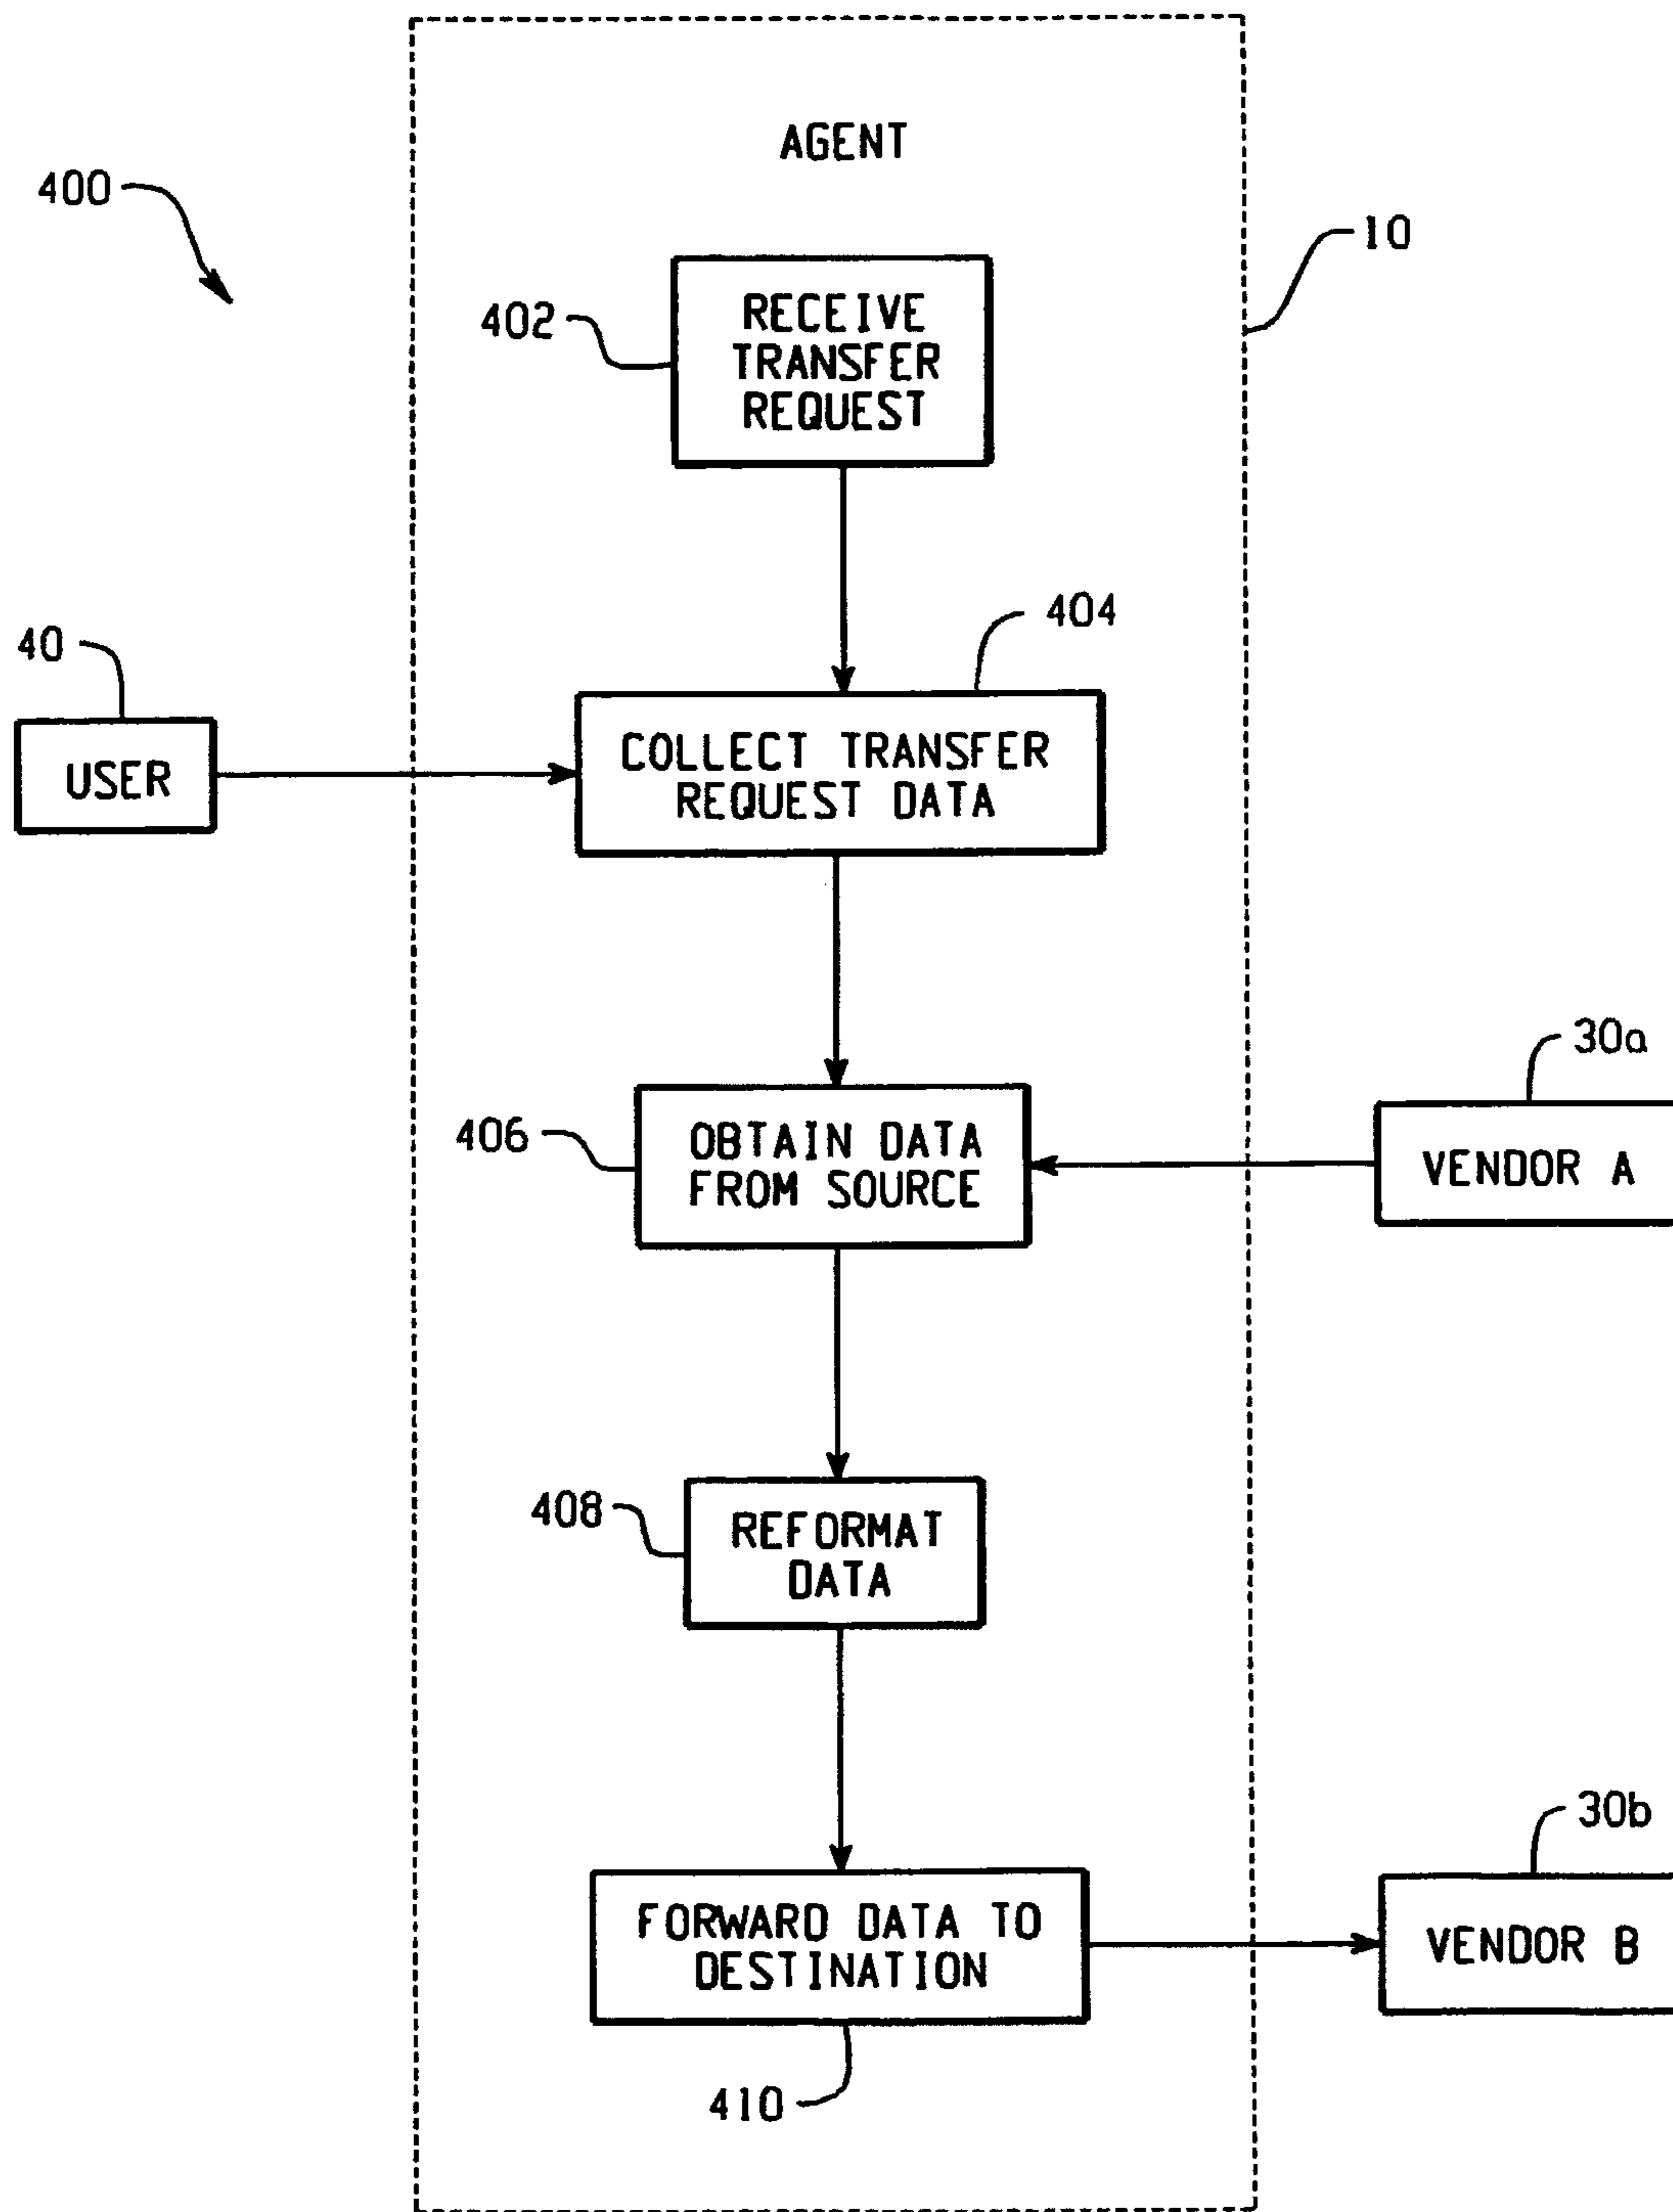 AGENT
400
10
402
RECEIVE
TRANSFER
REQUEST
404
40
USER
COLLECT TRANSFER
REQUEST DATA
30a
406
OBTAIN DATA
FROM SOURCE
VENDOR A
408
REFORMAT
DATA
30b
FORWARD DATA TO
DESTINATION
VENDOR B
410